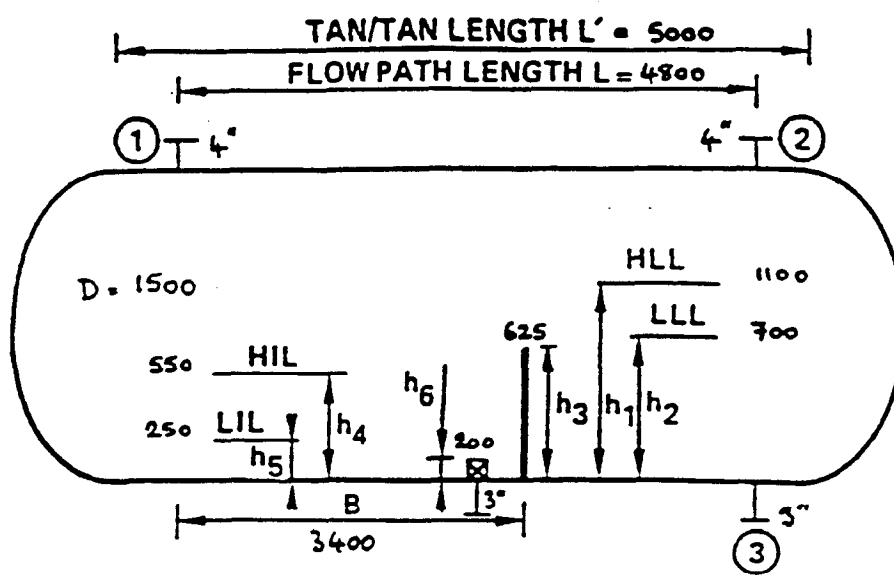 TAN/TAN LENGTH L' = 5000
FLOW PATH LENGTH L = 4800
1 4" 4" 2
HLL 1100
D = 1500
LLL 700
625
550 HIL
h6
h3 h1 h2
h4
250 LIL 200
h5
B 3"
3400
3"
3